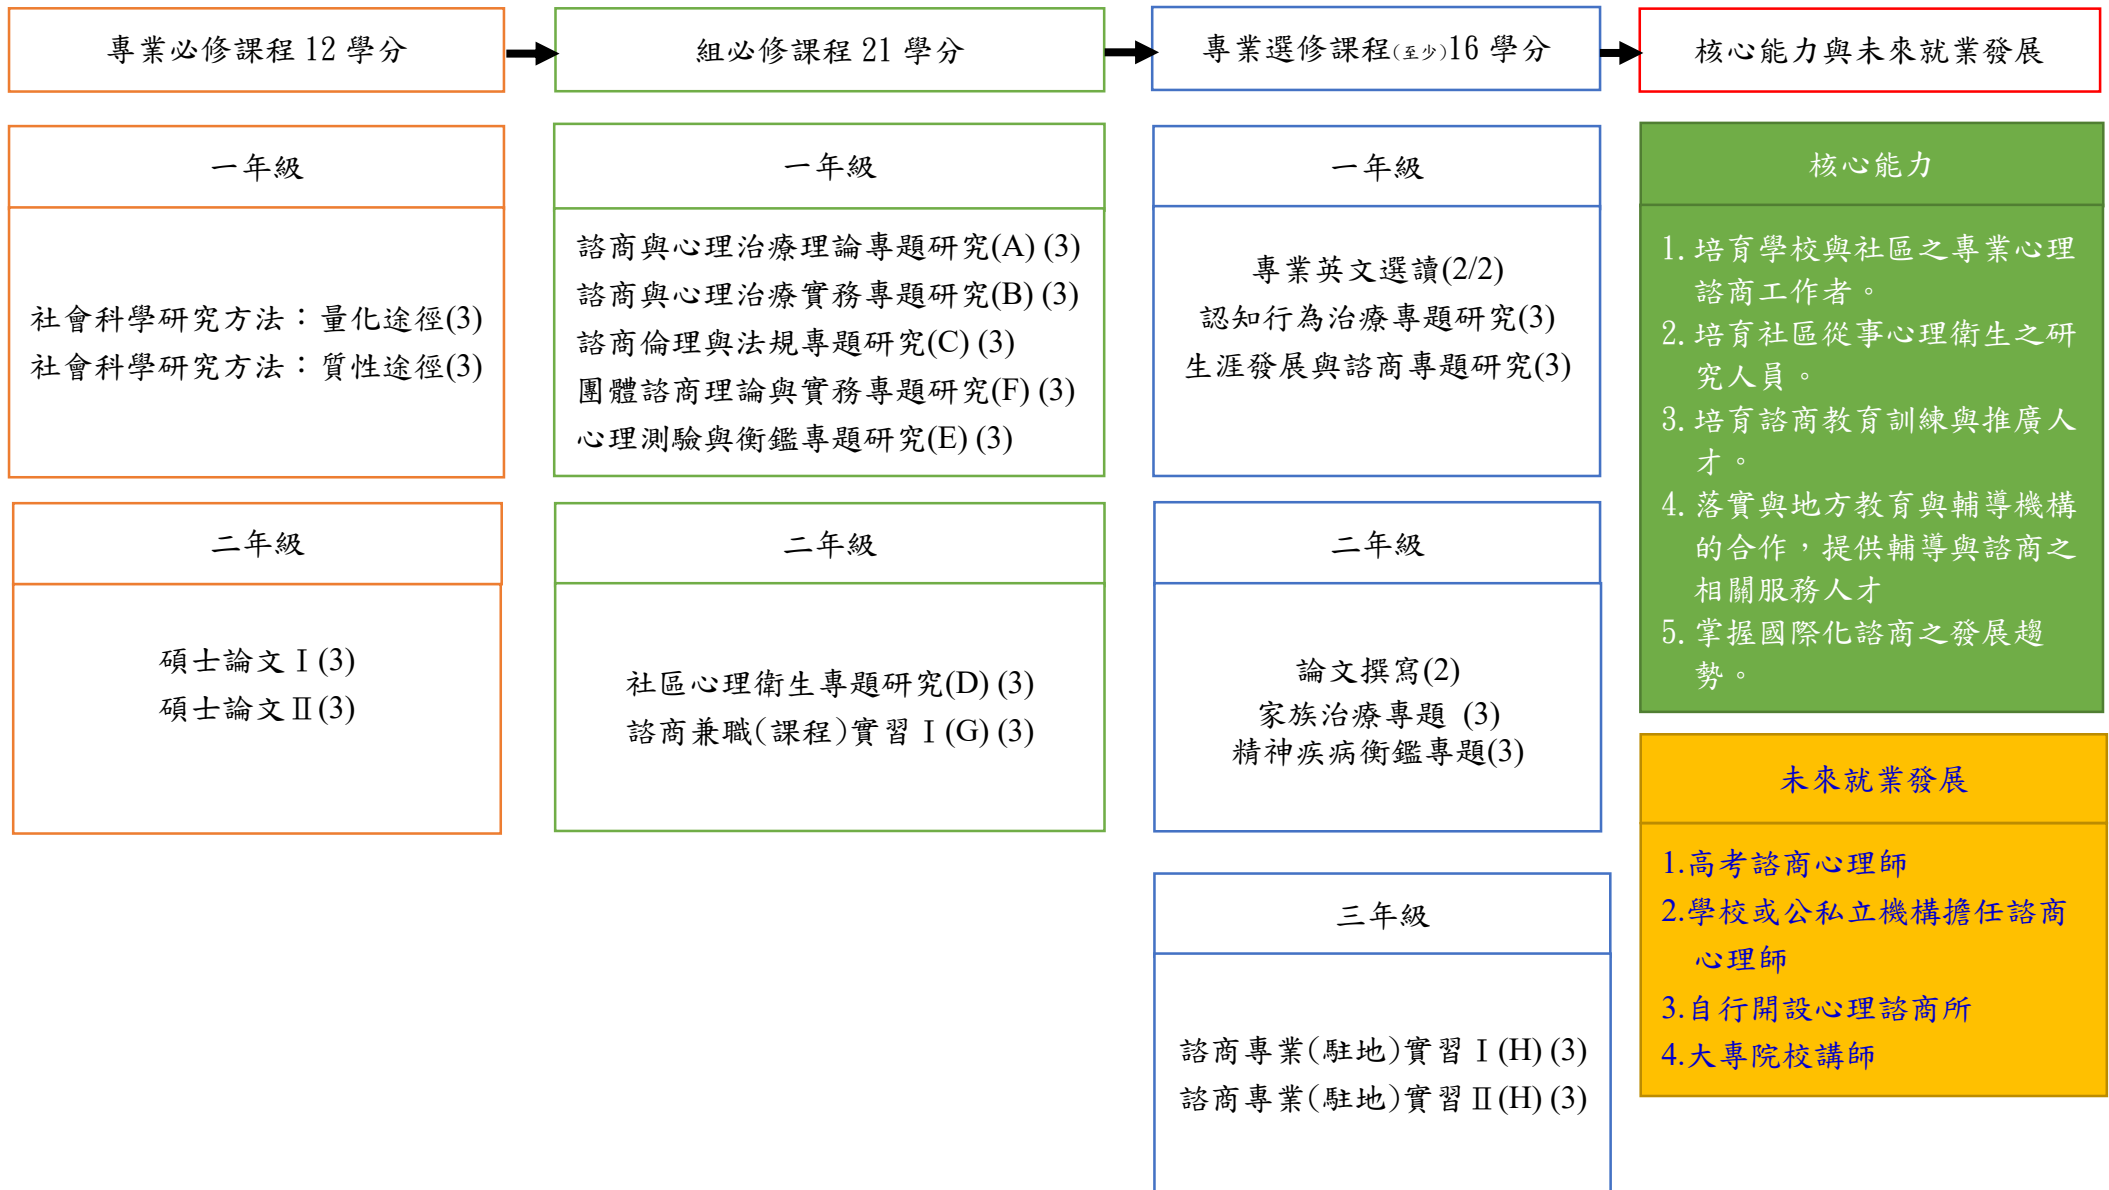 專業必修課程 12 學分
組必修課程 21 學分
專業選修課程(至少)16 學分
核心能力與未來就業發展
一年級
社會科學研究方法：量化途徑(3)
社會科學研究方法：質性途徑(3)
二年級
碩士論文Ⅰ(3)
碩士論文Ⅱ(3)
一年級
諮商與心理治療理論專題研究(A) (3)
諮商與心理治療實務專題研究(B) (3)
諮商倫理與法規專題研究(C) (3)
團體諮商理論與實務專題研究(F) (3)
心理測驗與衡鑑專題研究(E) (3)
二年級
社區心理衛生專題研究(D) (3)
諮商兼職(課程)實習Ⅰ(G) (3)
一年級
專業英文選讀(2/2)
認知行為治療專題研究(3)
生涯發展與諮商專題研究(3)
二年級
論文撰寫(2)
家族治療專題 (3)
精神疾病衡鑑專題(3)
三年級
諮商專業(駐地)實習Ⅰ(H) (3)
諮商專業(駐地)實習Ⅱ(H) (3)
核心能力
1. 培育學校與社區之專業心理
諮商工作者。
2. 培育社區從事心理衛生之研
究人員。
3. 培育諮商教育訓練與推廣人
才。
4. 落實與地方教育與輔導機構
的合作，提供輔導與諮商之
相關服務人才
5. 掌握國際化諮商之發展趨
勢。
未來就業發展
1.高考諮商心理師
2.學校或公私立機構擔任諮商
心理師
3.自行開設心理諮商所
4.大專院校講師